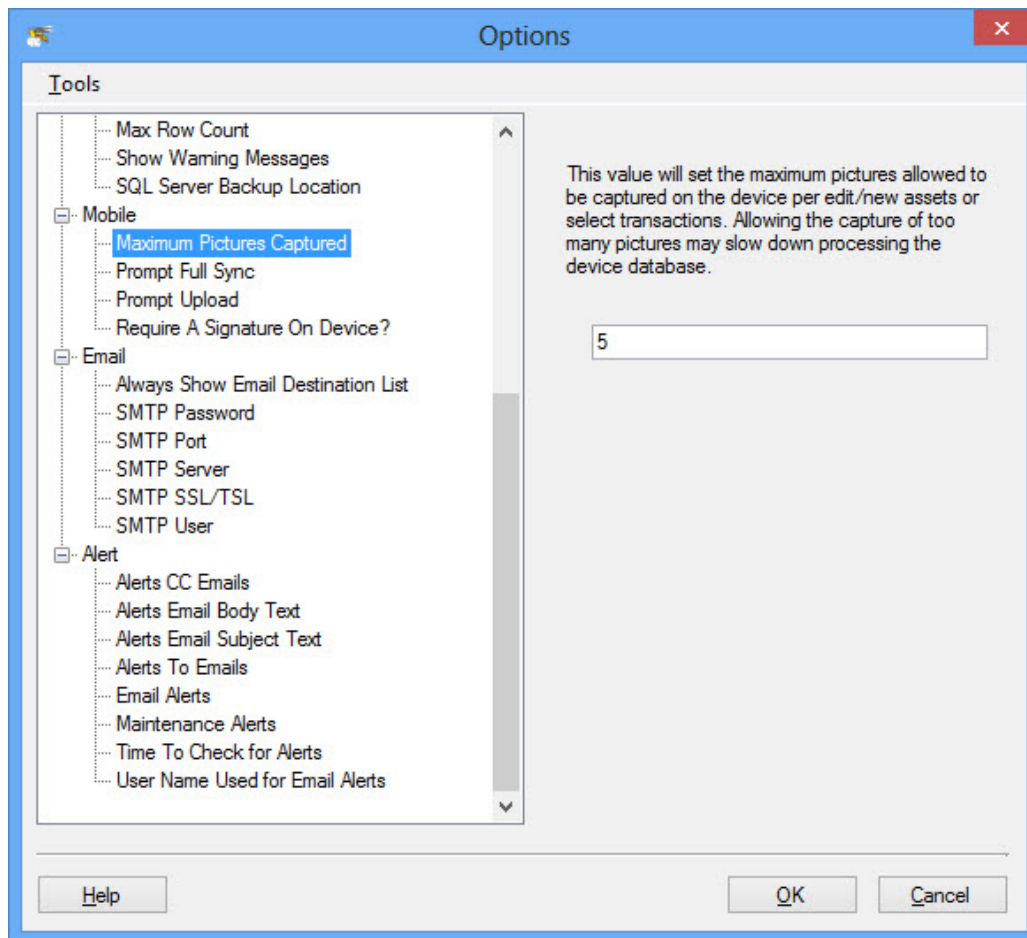 Options
Tools
Max Row Count
Show Warning Messages
SQL Server Backup Location
Mobile
Maximum Pictures Captured
Prompt Full Sync
Prompt Upload
Require A Signature On Device?
Email
Always Show Email Destination List
SMTP Password
SMTP Port
SMTP Server
SMTP SSL/TSL
SMTP User
Alert
Alerts CC Emails
Alerts Email Body Text
Alerts Email Subject Text
Alerts To Emails
Email Alerts
Maintenance Alerts
Time To Check for Alerts
User Name Used for Email Alerts
This value will set the maximum pictures allowed to
be captured on the device per edit/new assets or
select transactions. Allowing the capture of too
many pictures may slow down processing the
device database.
5
Help
OK
Cancel